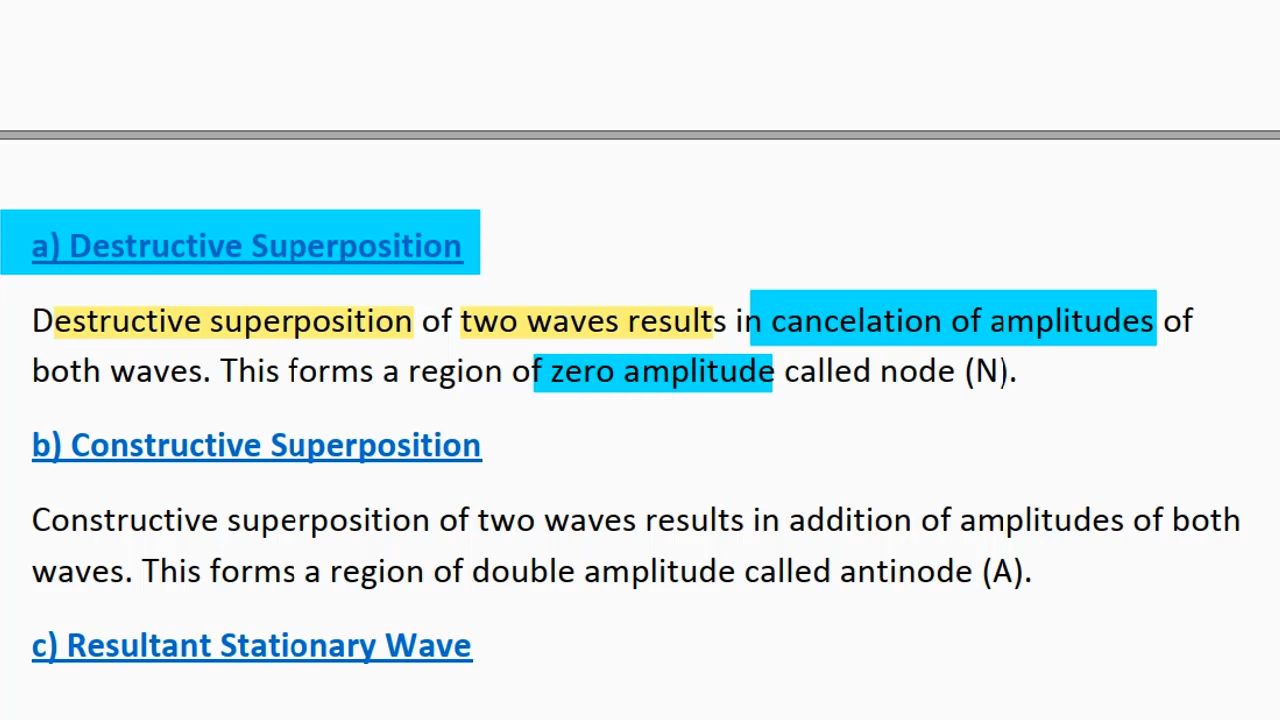 a) Destructive Superposition
Destructive superposition of two waves results in cancelation of amplitudes of
both waves. This forms a region of zero amplitude called node (N).
b) Constructive Superposition
Constructive superposition of two waves results in addition of amplitudes of both
waves. This forms a region of double amplitude called antinode (A).
c) Resultant Stationary Wave